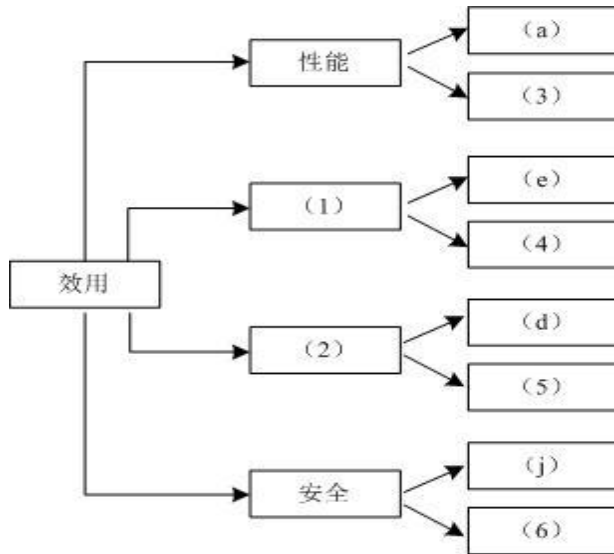 效用
性能
（a）
（3）
（1）
（e）
（4）
（2）
（d）
（5）
安全
（j）
（6）